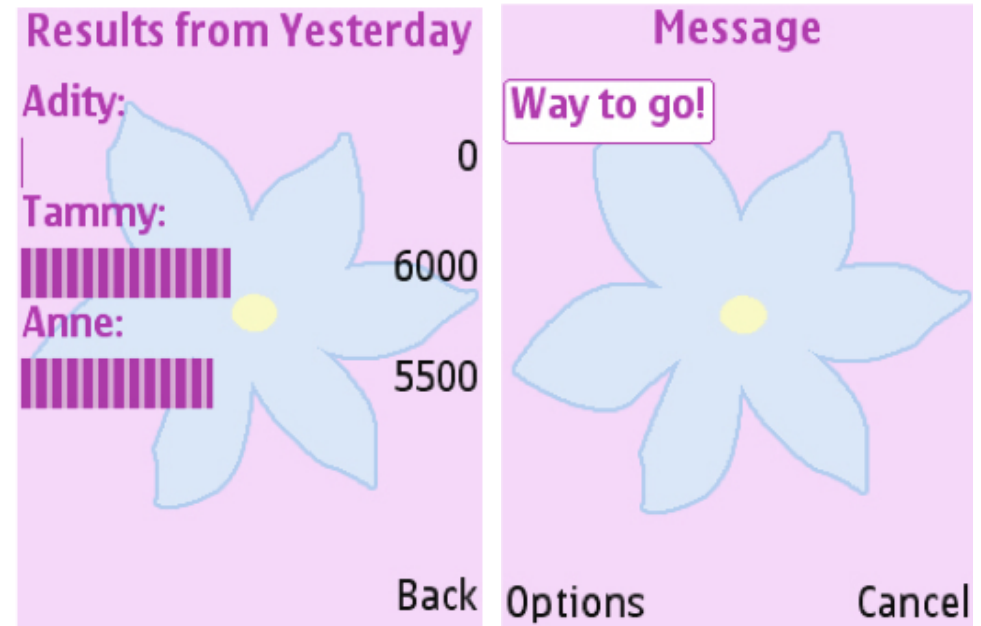 Results from Yesterday
Adity:
0
Tammy:
6000
Anne:
5500
Back
Message
Way to go!
Options
Cancel